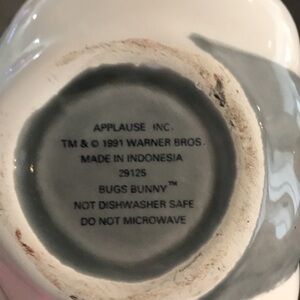 APPLAUSE INC.
TM & © 1991 WARNER BROS.
MADE IN INDONESIA
29125
BUGS BUNNY™
NOT DISHWASHER SAFE
DO NOT MICROWAVE